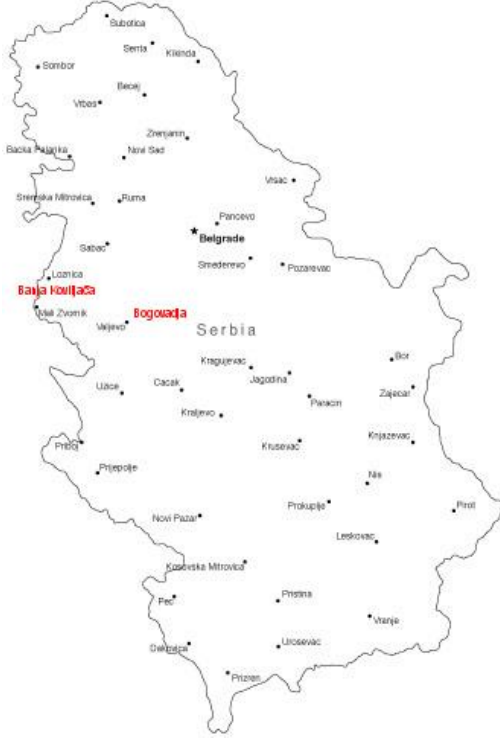 Subotica
Senta
Kikinda
Sombor
Becej
Vrbas
Zrenjanin
Backa Palanka
Novi Sad
Vrsac
Sremska Mitrovica
Ruma
Pancevo
Belgrade
Sabac
Smederevo
Pozarevac
Loznica
Banja Koviljača
Mali Zvornik
Bogovadja
Valjevo
Serbia
Bor
Kragujevac
Jagodina
Uzice
Cacak
Zajecar
Paracin
Kraljevo
Knjazevac
Priboj
Krusevac
Prijepolje
Nis
Prokuplje
Pirot
Novi Pazar
Leskovac
Kosovska Mitrovica
Pec
Pristina
Vranje
Dakovica
Urosevac
Prizren